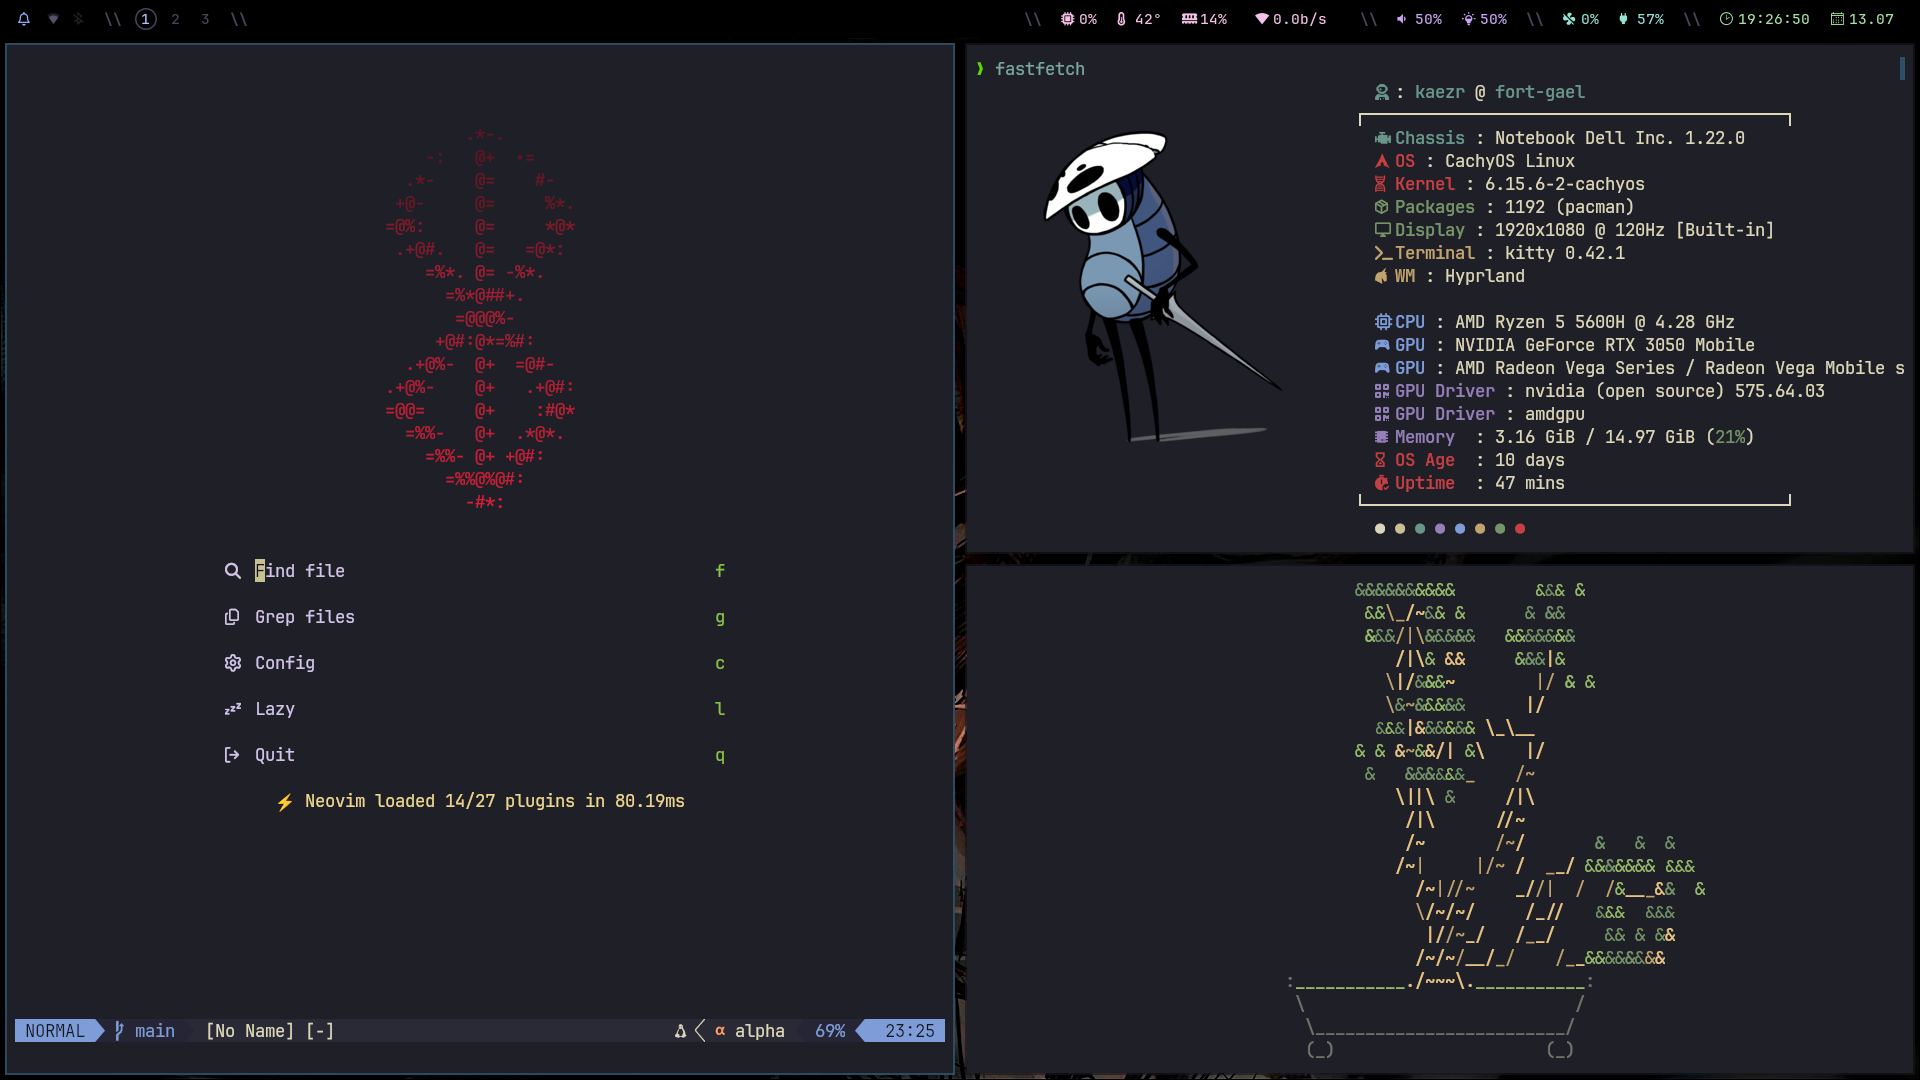 \\ 1 2 3 \\
\\ 0% 42° 14% 0.0b/s \\ 50% 50% \\ 0% 57% \\ 19:26:50 13.07
Find file f
Grep files g
Config c
Lazy l
Quit q
⚡ Neovim loaded 14/27 plugins in 80.19ms
NORMAL main [No Name] [-] α alpha 69% 23:25
❯ fastfetch
: kaezr @ fort-gael
Chassis : Notebook Dell Inc. 1.22.0
OS : CachyOS Linux
Kernel : 6.15.6-2-cachyos
Packages : 1192 (pacman)
Display : 1920x1080 @ 120Hz [Built-in]
Terminal : kitty 0.42.1
WM : Hyprland
CPU : AMD Ryzen 5 5600H @ 4.28 GHz
GPU : NVIDIA GeForce RTX 3050 Mobile
GPU : AMD Radeon Vega Series / Radeon Vega Mobile s
GPU Driver : nvidia (open source) 575.64.03
GPU Driver : amdgpu
Memory : 3.16 GiB / 14.97 GiB (21%)
OS Age : 10 days
Uptime : 47 mins